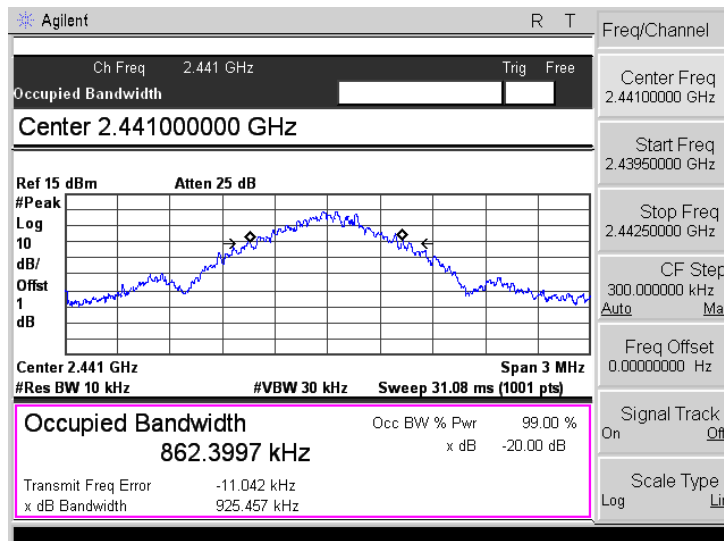 Agilent R T
Ch Freq 2.441 GHz Trig Free
Occupied Bandwidth
Center 2.441000000 GHz
Ref 15 dBm Atten 25 dB
#Peak
Log
10
dB/
Offst
1
dB
Center 2.441 GHz Span 3 MHz
#Res BW 10 kHz #VBW 30 kHz Sweep 31.08 ms (1001 pts)
Occupied Bandwidth
862.3997 kHz
Occ BW % Pwr 99.00 %
x dB -20.00 dB
Transmit Freq Error -11.042 kHz
x dB Bandwidth 925.457 kHz
Freq/Channel
Center Freq
2.44100000 GHz
Start Freq
2.43950000 GHz
Stop Freq
2.44250000 GHz
CF Step
300.000000 kHz
Auto Ma
Freq Offset
0.00000000 Hz
Signal Track
On Off
Scale Type
Log Lin